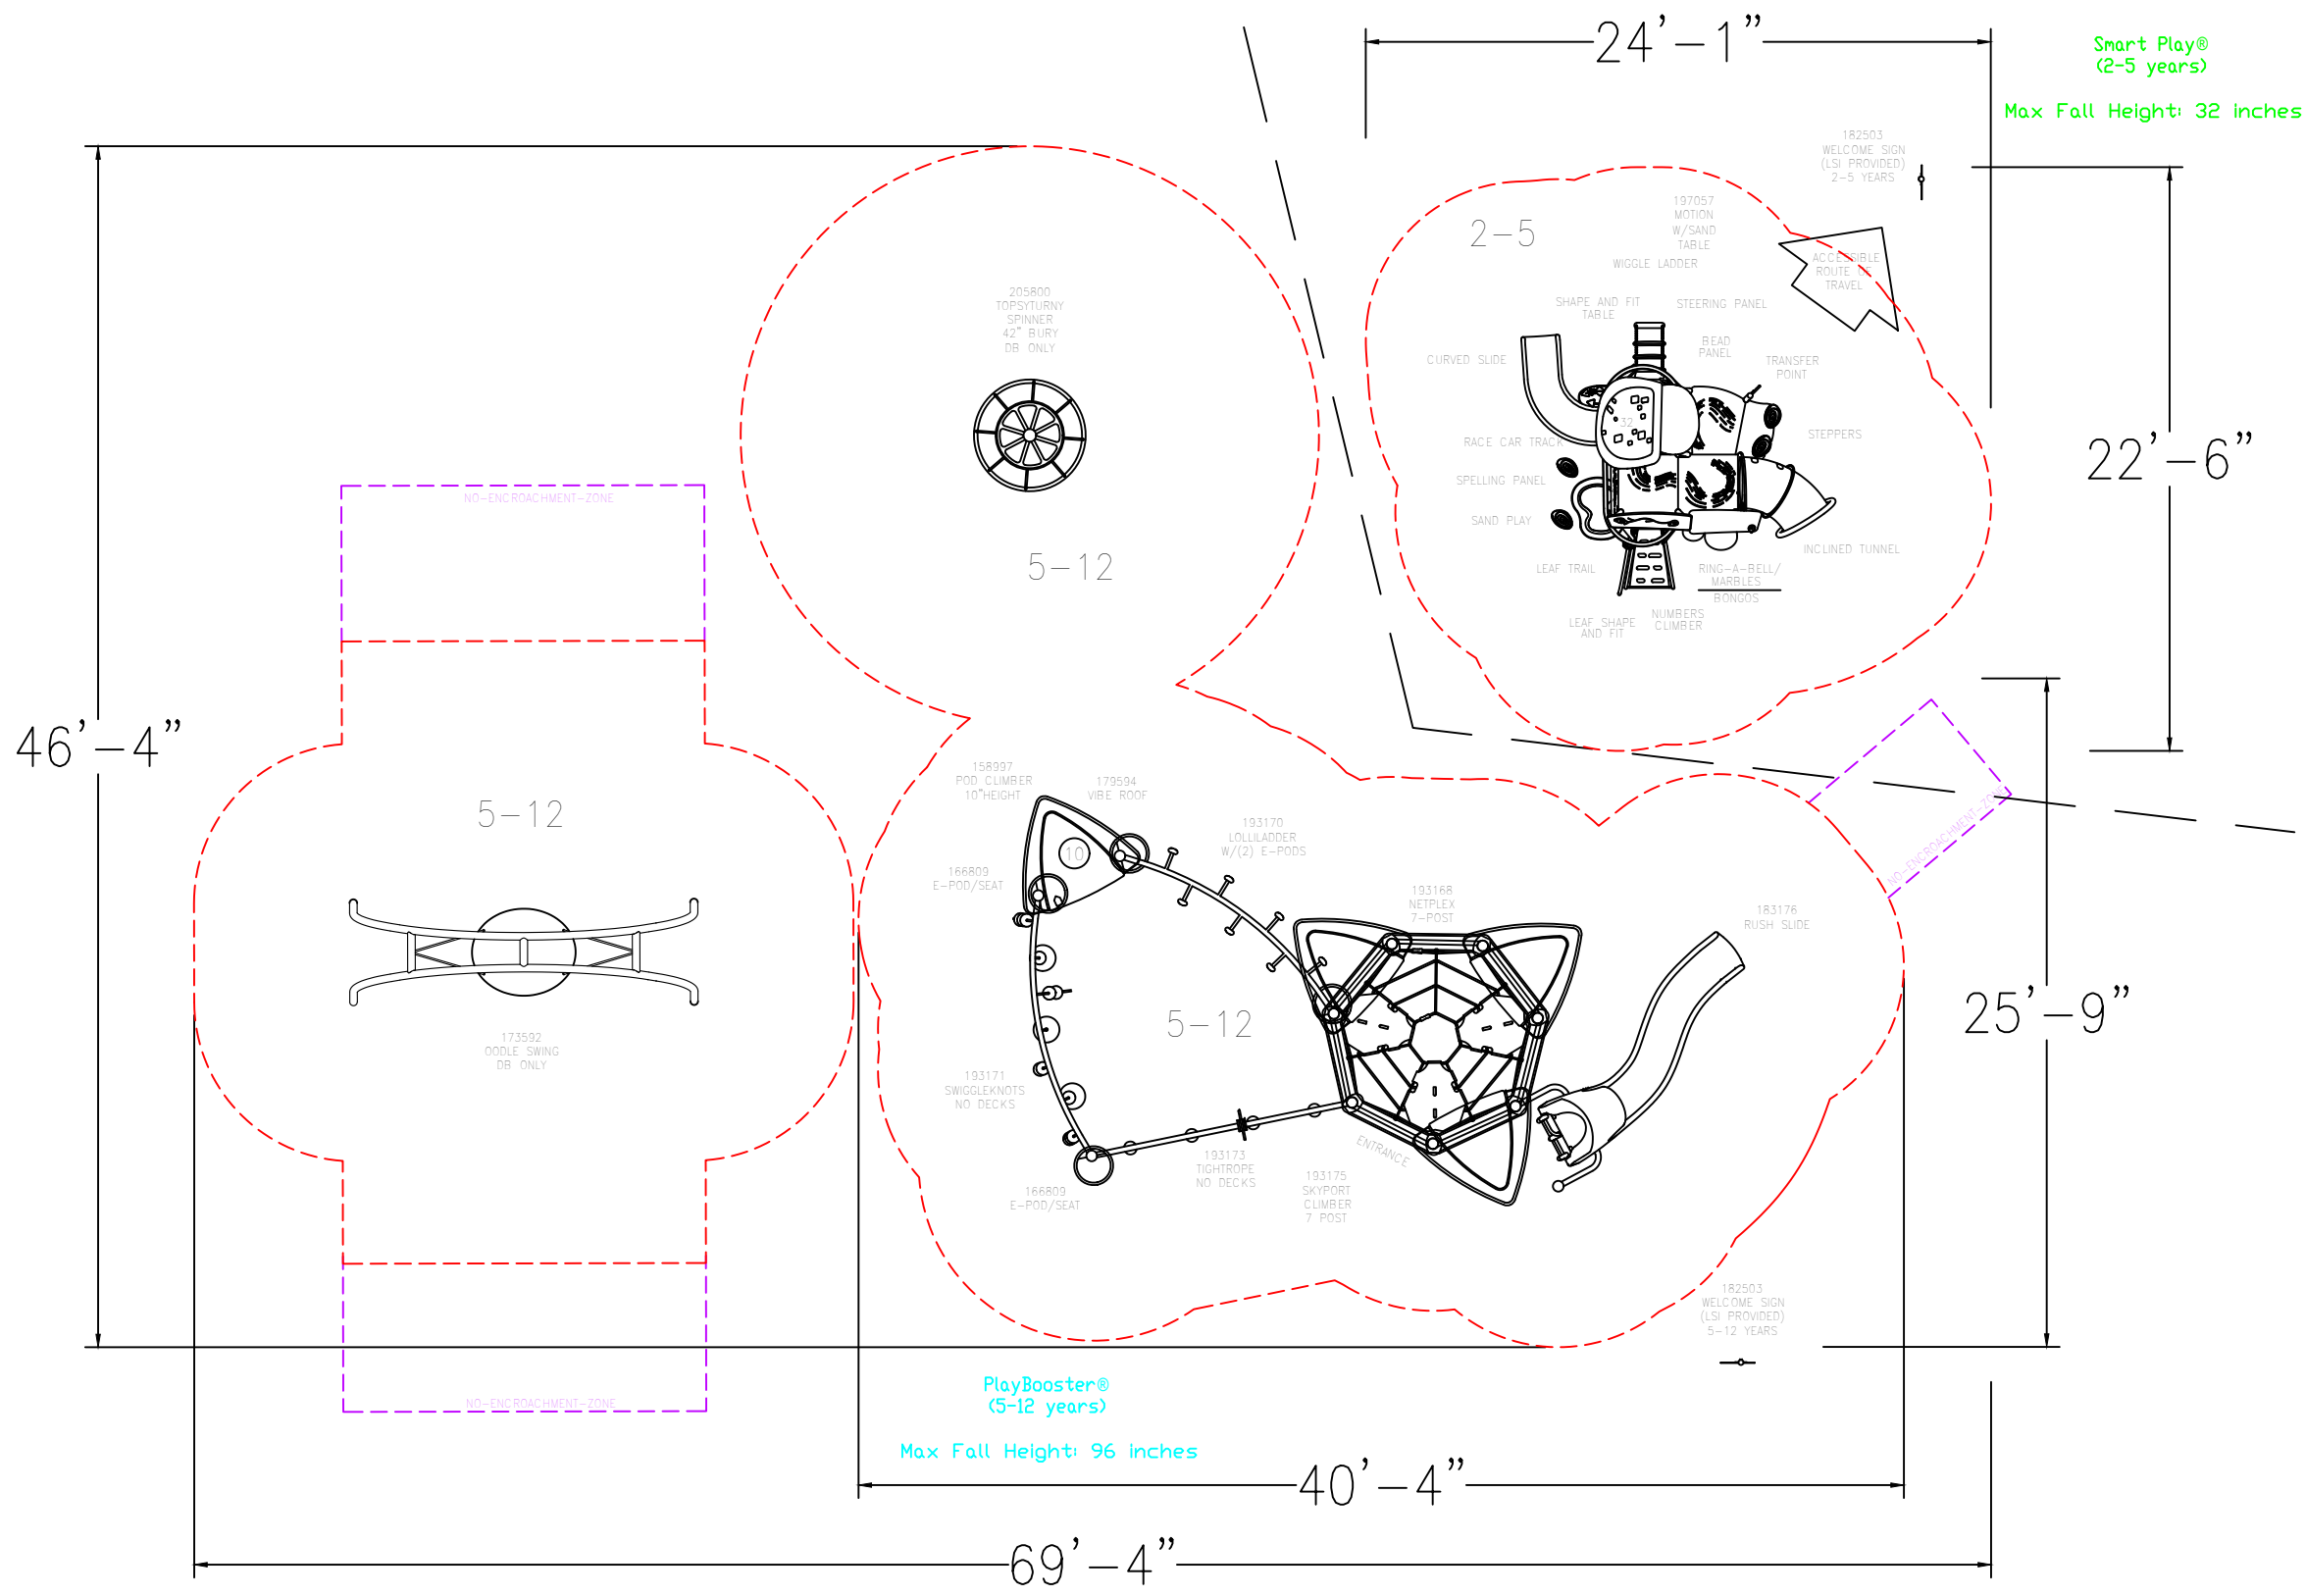 24'-1"
Smart Play®
(2-5 years)
Max Fall Height: 32 inches
182503
WELCOME SIGN
(LSI PROVIDED)
2-5 YEARS
2-5
197057
MOTION
W/SAND
TABLE
WIGGLE LADDER
ACCESSIBLE
ROUTE OF
TRAVEL
SHAPE AND FIT
TABLE
STEERING PANEL
BEAD
PANEL
CURVED SLIDE
TRANSFER
POINT
32
RACE CAR TRACK
STEPPERS
SPELLING PANEL
SAND PLAY
INCLINED TUNNEL
LEAF TRAIL
RING-A-BELL/
MARBLES
BONGOS
LEAF SHAPE
AND FIT
NUMBERS
CLIMBER
22'-6"
205800
TOPSYTURNY
SPINNER
42" BURY
DB ONLY
5-12
NO-ENCROACHMENT-ZONE
46'-4"
5-12
173592
OODLE SWING
DB ONLY
NO-ENCROACHMENT-ZONE
158997
POD CLIMBER
10"HEIGHT
179594
VIBE ROOF
10
193170
LOLLILADDER
W/(2) E-PODS
166809
E-POD/SEAT
193168
NETPLEX
7-POST
183176
RUSH SLIDE
NO-ENCROACHMENT-ZONE
5-12
25'-9"
193171
SWIGGLEKNOTS
NO DECKS
193173
TIGHTROPE
NO DECKS
ENTRANCE
193175
SKYPORT
CLIMBER
7 POST
166809
E-POD/SEAT
182503
WELCOME SIGN
(LSI PROVIDED)
5-12 YEARS
PlayBooster®
(5-12 years)
Max Fall Height: 96 inches
40'-4"
69'-4"